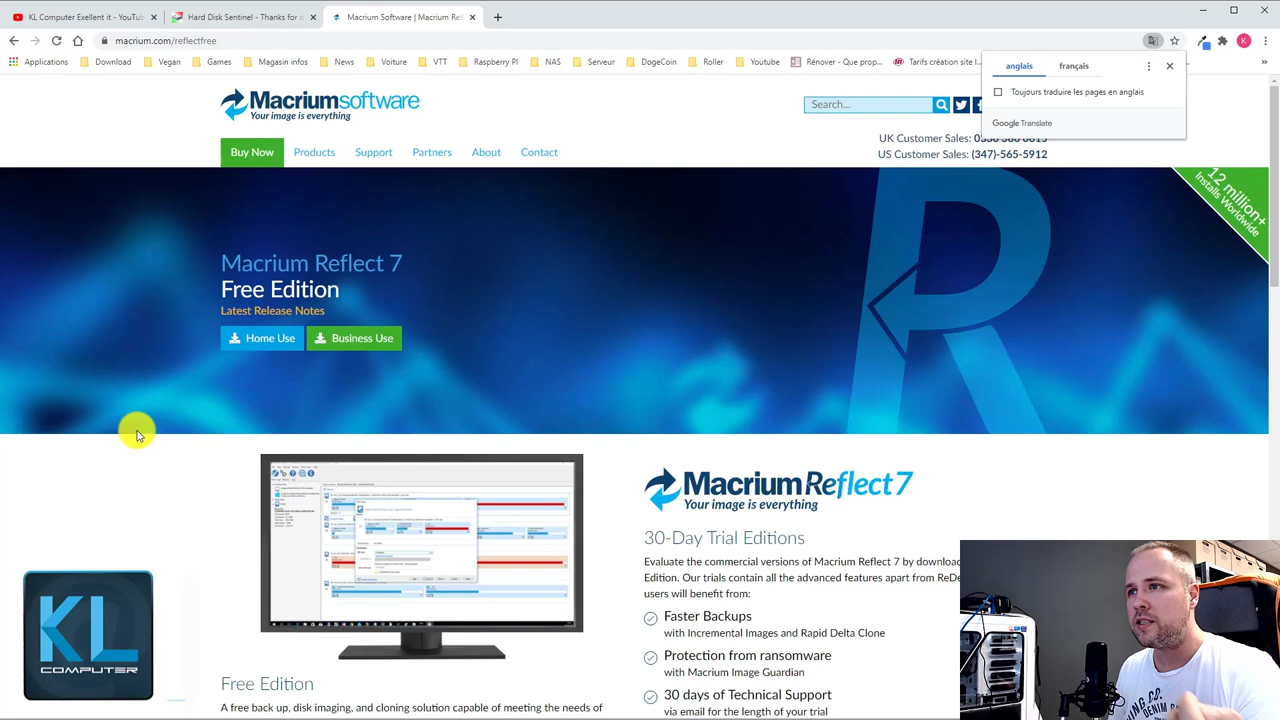 KL Computer Exellent it - YouTub
Hard Disk Sentinel - Thanks for d
Macrium Software | Macrium Ref
macrium.com/reflectfree
Applications
Download
Vegan
Games
Magasin infos
News
Voiture
VTT
Raspberry PI
NAS
Serveur
DogeCoin
Roller
Youtube
Rénover - Que prop...
Tarifs création site I...
anglais
français
Toujours traduire les pages en anglais
Google Translate
Macriumsoftware
Your image is everything
Search...
UK Customer Sales:
US Customer Sales: (347)-565-5912
Buy Now
Products
Support
Partners
About
Contact
12 million+
Installs Worldwide
Macrium Reflect 7
Free Edition
Latest Release Notes
Home Use
Business Use
R
MacriumReflect 7
Your image is everything
30-Day Trial Editions
Evaluate the commercial versions of Macrium Reflect 7 by download
Edition. Our trials contain all the advanced features apart from ReDe
users will benefit from:
Faster Backups
with Incremental Images and Rapid Delta Clone
Protection from ransomware
with Macrium Image Guardian
30 days of Technical Support
via email for the length of your trial
KL
COMPUTER
Free Edition
A free back up, disk imaging, and cloning solution capable of meeting the needs of